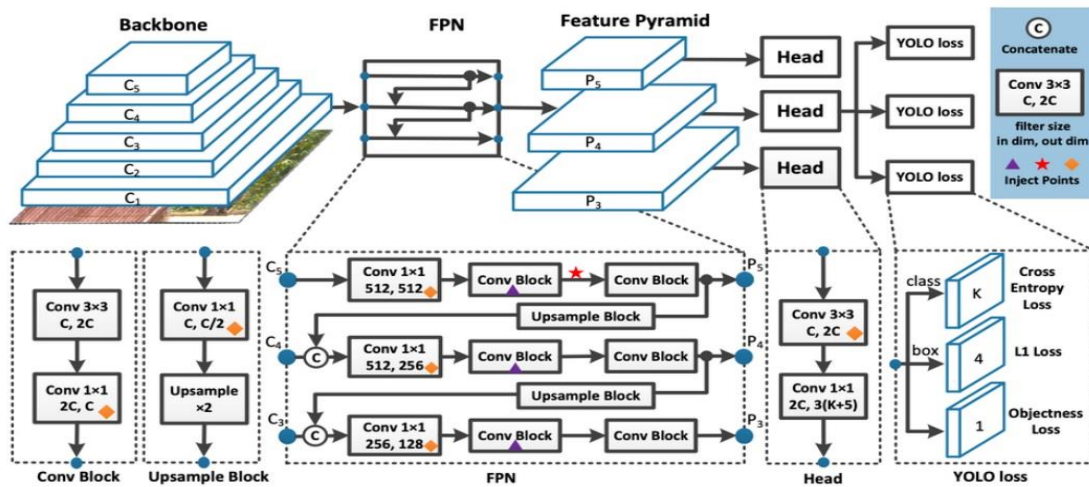 Backbone
FPN
Feature Pyramid
C5
C4
C3
C2
C1
P5
P4
P3
Head
Head
Head
YOLO loss
YOLO loss
YOLO loss
C
Concatenate
Conv 3×3
C, 2C
filter size
in dim, out dim
Inject Points
Conv 3×3
C, 2C
Conv 1×1
2C, C
Conv Block
Conv 1×1
C, C/2
Upsample
×2
Upsample Block
C5
Conv 1×1
512, 512
Conv Block
Conv Block
P5
Upsample Block
C4
C
Conv 1×1
512, 256
Conv Block
Conv Block
P4
Upsample Block
C3
C
Conv 1×1
256, 128
Conv Block
Conv Block
P3
FPN
Conv 3×3
C, 2C
Conv 1×1
2C, 3(K+5)
Head
class
K
Cross
Entropy
Loss
box
4
L1 Loss
1
Objectness
Loss
YOLO loss